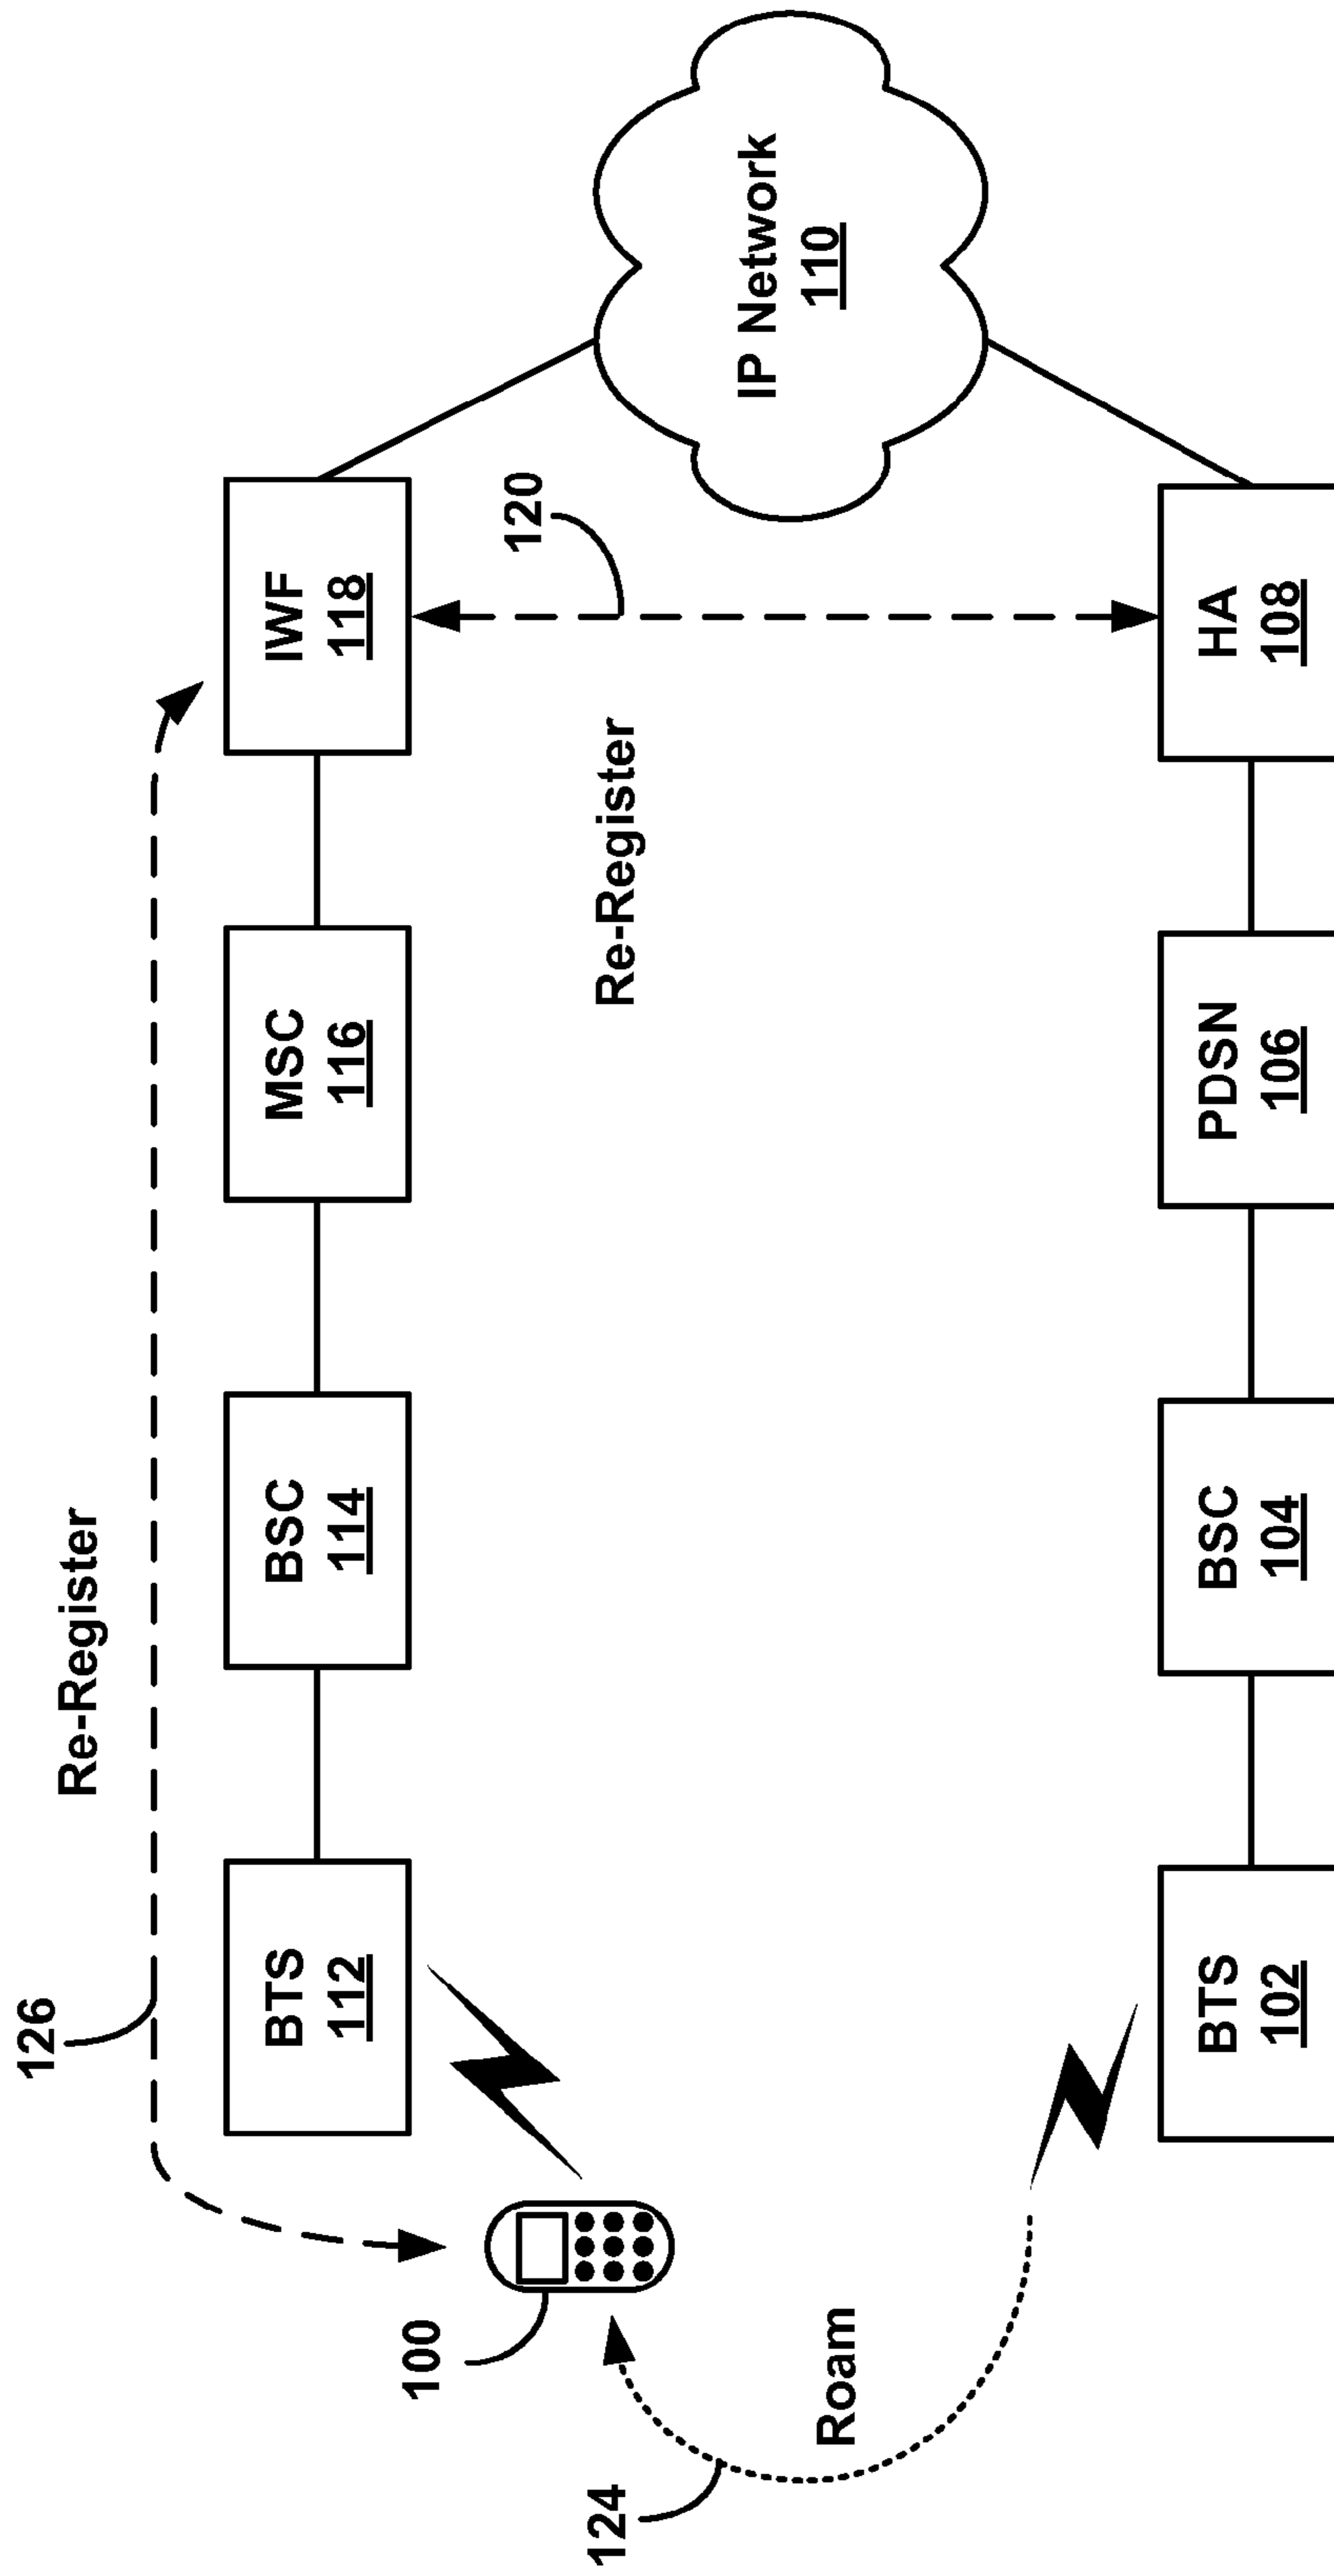 126
Re-Register
BTS
112
BSC
114
MSC
116
IWF
118
100
120
Re-Register
IP Network
110
124
Roam
BTS
102
BSC
104
PDSN
106
HA
108